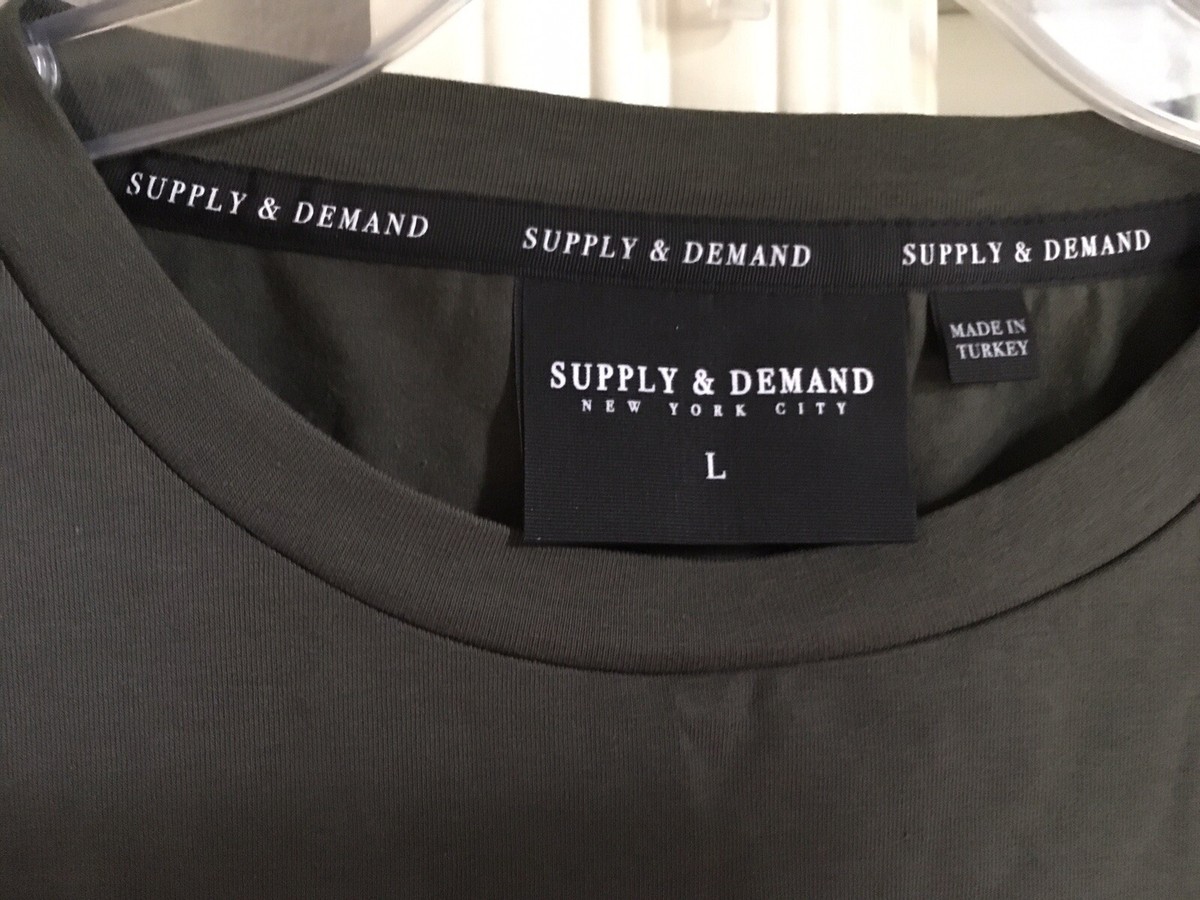 SUPPLY & DEMAND
SUPPLY & DEMAND
SUPPLY & DEMAND
SUPPLY & DEMAND
NEW YORK CITY
L
MADE IN
TURKEY